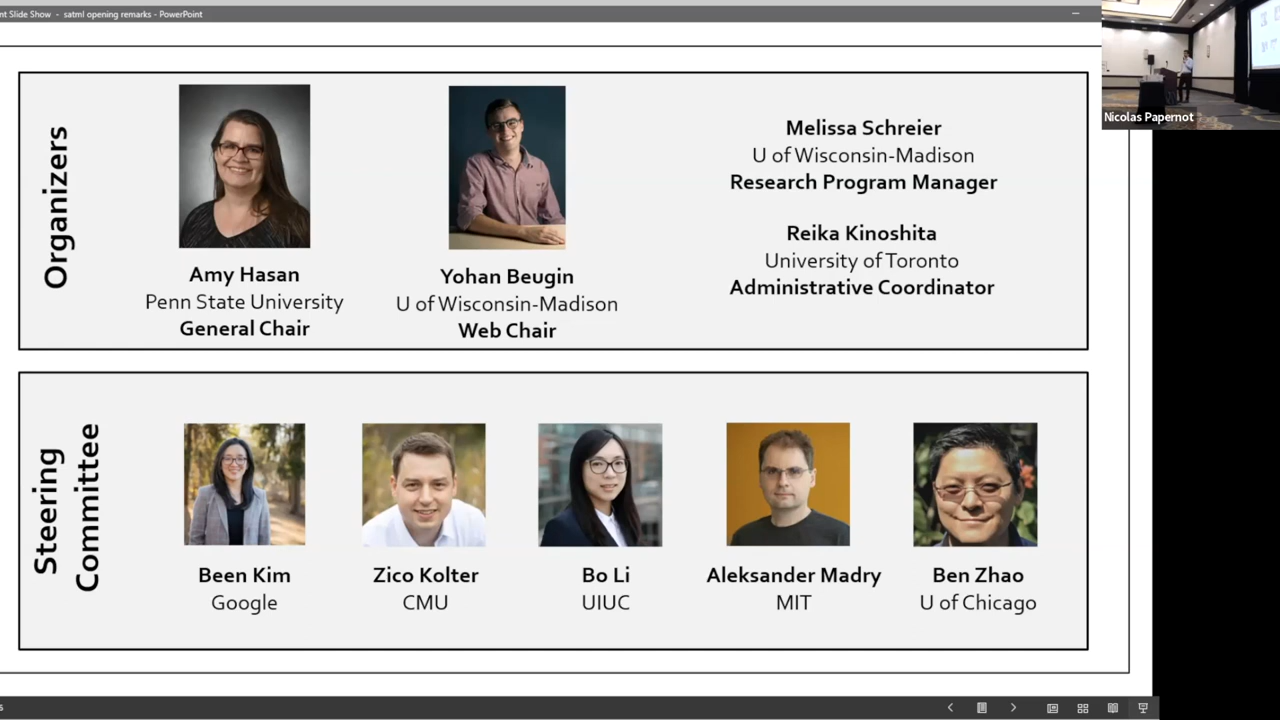 nt Slide Show - satml opening remarks - PowerPoint
Nicolas Papernot
Organizers
Amy Hasan
Penn State University
General Chair
Yohan Beugin
U of Wisconsin-Madison
Web Chair
Melissa Schreier
U of Wisconsin-Madison
Research Program Manager
Reika Kinoshita
University of Toronto
Administrative Coordinator
Steering
Committee
Been Kim
Google
Zico Kolter
CMU
Bo Li
UIUC
Aleksander Madry
MIT
Ben Zhao
U of Chicago